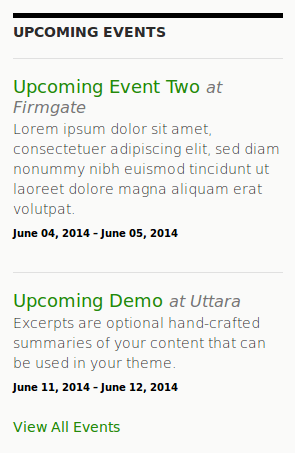 UPCOMING EVENTS
Upcoming Event Two at
Firmgate
Lorem ipsum dolor sit amet,
consectetuer adipiscing elit, sed diam
nonummy nibh euismod tincidunt ut
laoreet dolore magna aliquam erat
volutpat.
June 04, 2014 – June 05, 2014
Upcoming Demo at Uttara
Excerpts are optional hand-crafted
summaries of your content that can
be used in your theme.
June 11, 2014 – June 12, 2014
View All Events